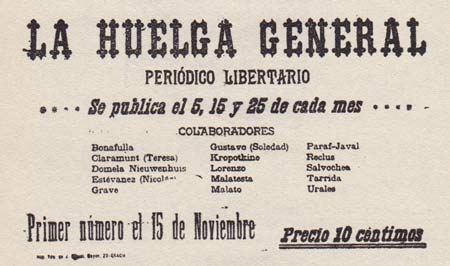 LA HUELGA GENERAL
PERIÓDICO LIBERTARIO
Se publica el 5, 15 y 25 de cada mes
COLABORADORES
Bonafulla Gustavo (Soledad) Paraf-Javal
Claramunt (Teresa) Kropotkine Reclus
Domela Nieuwenhuis Lorenzo Salvochea
Estévanez (Nicolás) Malatesta Tarrida
Grave Malato Urales
Primer número el 15 de Noviembre
Precio 10 céntimos